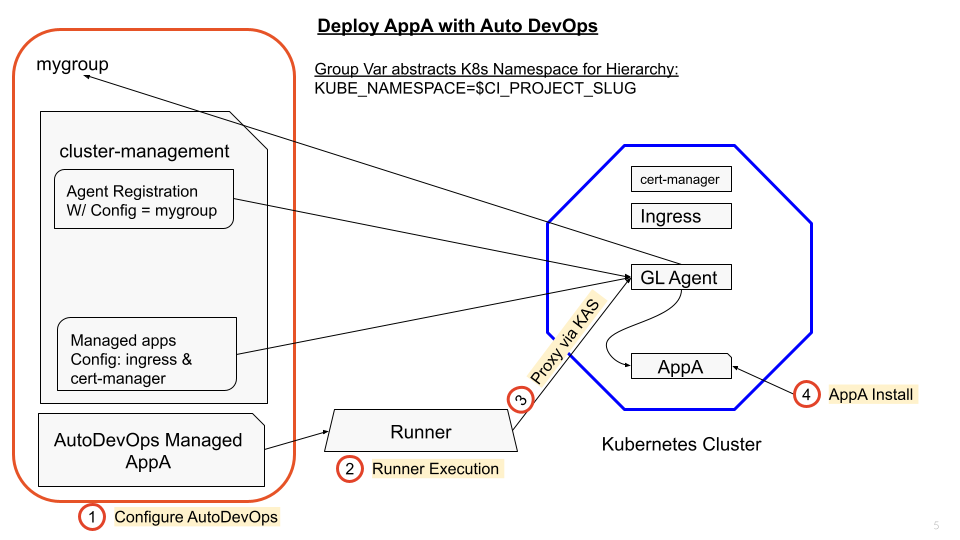 Deploy AppA with Auto DevOps
mygroup
Group Var abstracts K8s Namespace for Hierarchy:
KUBE_NAMESPACE=$CI_PROJECT_SLUG
cluster-management
Agent Registration
W/ Config = mygroup
Managed apps
Config: ingress &
cert-manager
AutoDevOps Managed
AppA
1 Configure AutoDevOps
Runner
2 Runner Execution
3 Proxy via KAS
cert-manager
Ingress
GL Agent
AppA
4 AppA Install
Kubernetes Cluster
5